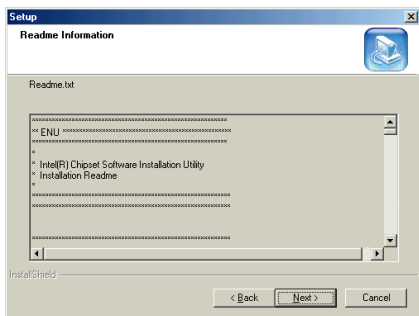 Setup
Readme Information
Readme.txt
************************************************************
** ENU ****************************************************
************************************************************
*
* Intel(R) Chipset Software Installation Utility
* Installation Readme
*
************************************************************
************************************************************
************************************************************
InstallShield
< Back
Next >
Cancel